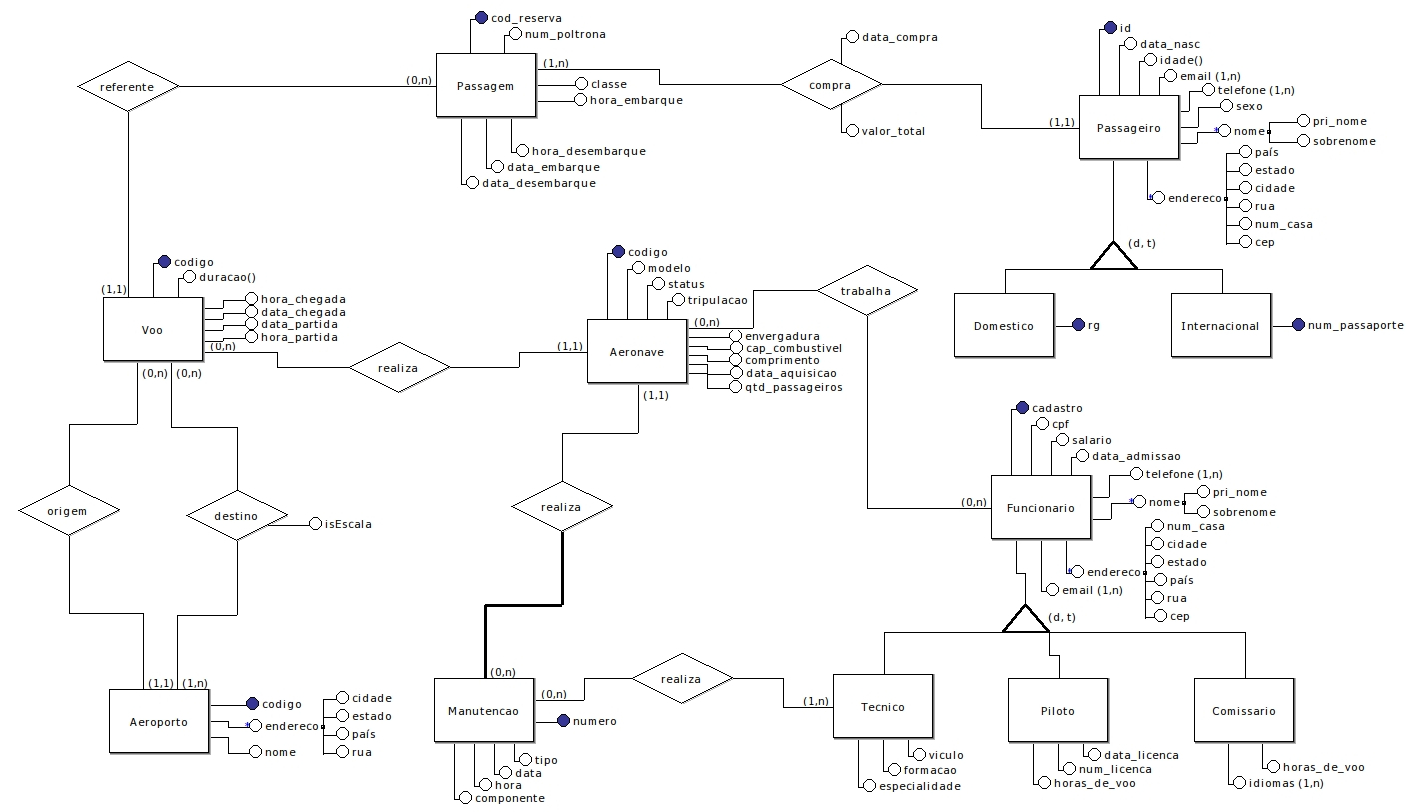 cod_reserva
num_poltrona
(1,n)
(0,n)
Passagem
classe
hora_embarque
hora_desembarque
data_embarque
data_desembarque
referente
data_compra
compra
valor_total
id
data_nasc
idade()
email (1,n)
telefone (1,n)
sexo
(1,1)
Passageiro
nome
pri_nome
sobrenome
país
estado
cidade
endereco
rua
num_casa
cep
(d, t)
Domestico
rg
Internacional
num_passaporte
codigo
duracao()
(1,1)
Voo
hora_chegada
data_chegada
data_partida
hora_partida
(0,n)
(0,n)
(0,n)
realiza
(1,1)
codigo
modelo
status
tripulacao
(0,n)
Aeronave
envergadura
cap_combustivel
comprimento
data_aquisicao
qtd_passageiros
(1,1)
trabalha
cadastro
cpf
salario
data_admissao
telefone (1,n)
(0,n)
Funcionario
nome
pri_nome
sobrenome
num_casa
cidade
estado
endereco
país
rua
cep
email (1,n)
(d, t)
origem
destino
isEscala
realiza
(1,1)
(1,n)
Aeroporto
codigo
endereco
nome
cidade
estado
país
rua
(0,n)
(0,n)
Manutencao
numero
tipo
data
hora
componente
realiza
(1,n)
Tecnico
viculo
formacao
especialidade
Piloto
data_licenca
num_licenca
horas_de_voo
Comissario
horas_de_voo
idiomas (1,n)